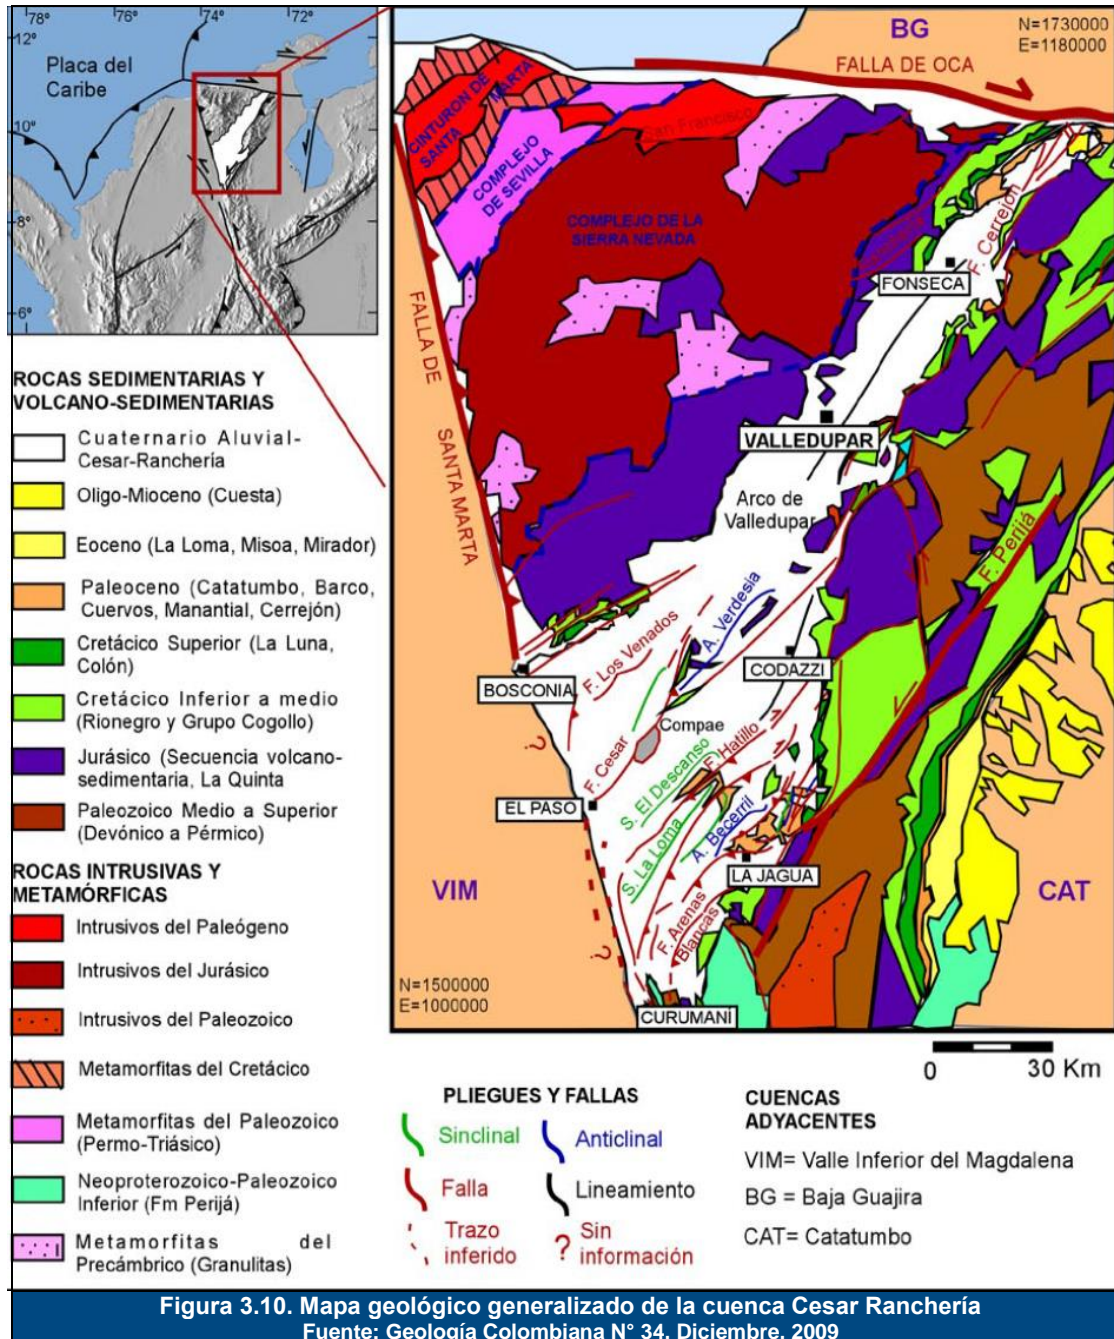 78°
74°
72°
12°
10°
8°
6°
Placa del
Caribe
BG
N=1730000
E=1180000
FALLA DE OCA
CINTURON DE
SANTA MARTA
COMPLEJO
DE SEVILLA
San Francisco
COMPLEJO DE LA
SIERRA NEVADA
F. Cerrejón
FONSECA
FALLA DE
SANTA MARTA
VALLEDUPAR
Arco de
Valledupar
F. Perijá
A. Verdesia
F. Los Venados
BOSCONIA
CODAZZI
Compae
F. Cesar
S. El Descanso
F. Hatillo
EL PASO
S. La Loma
A. Becerril
LA JAGUA
F. Arenas
Blancas
VIM
CAT
?
?
N=1500000
E=1000000
CURUMANÍ
0 30 Km
ROCAS SEDIMENTARIAS Y
VOLCANO-SEDIMENTARIAS
Cuaternario Aluvial-
Cesar-Ranchería
Oligo-Mioceno (Cuesta)
Eoceno (La Loma, Misoa, Mirador)
Paleoceno (Catatumbo, Barco,
Cuervos, Manantial, Cerrejón)
Cretácico Superior (La Luna,
Colón)
Cretácico Inferior a medio
(Rionegro y Grupo Cogollo)
Jurásico (Secuencia volcano-
sedimentaria, La Quinta
Paleozoico Medio a Superior
(Devónico a Pérmico)
ROCAS INTRUSIVAS Y
METAMÓRFICAS
Intrusivos del Paleógeno
Intrusivos del Jurásico
Intrusivos del Paleozoico
Metamorfitas del Cretácico
Metamorfitas del Paleozoico
(Permo-Triásico)
Neoproterozoico-Paleozoico
Inferior (Fm Perijá)
Metamorfitas del
Precámbrico (Granulitas)
PLIEGUES Y FALLAS
Sinclinal
Anticlinal
Falla
Lineamiento
Trazo
inferido
? Sin
información
CUENCAS
ADYACENTES
VIM= Valle Inferior del Magdalena
BG = Baja Guajira
CAT= Catatumbo
Figura 3.10. Mapa geológico generalizado de la cuenca Cesar Ranchería
Fuente: Geología Colombiana N° 34. Diciembre, 2009